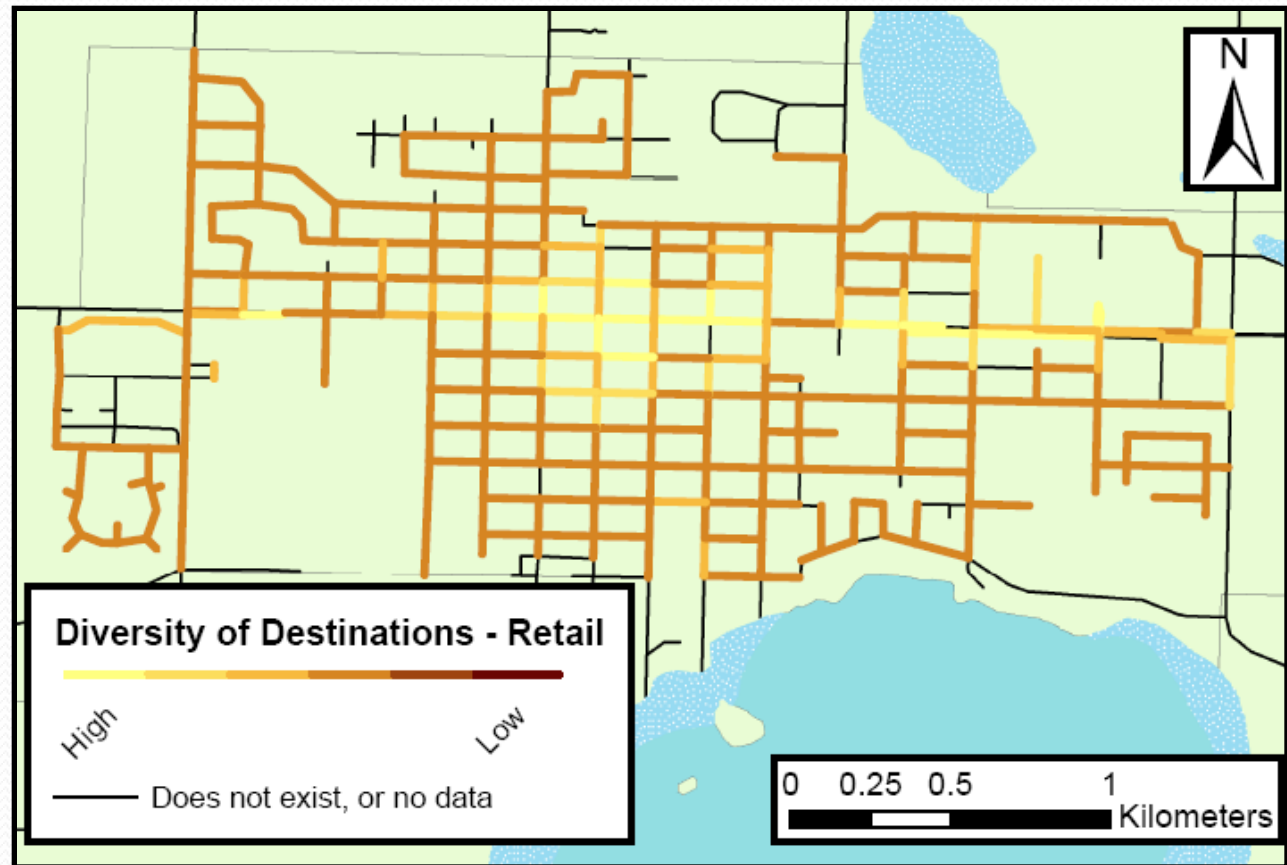 N
Diversity of Destinations - Retail
High
Low
Does not exist, or no data
0 0.25 0.5 1
Kilometers